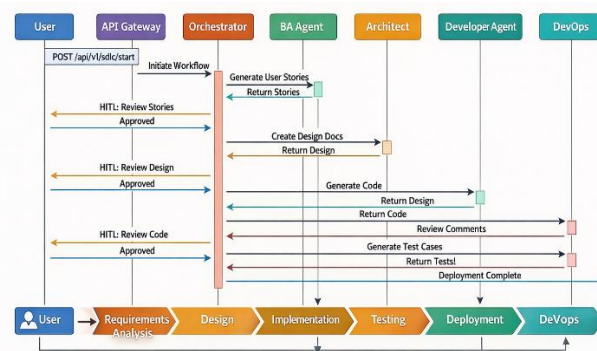 User API Gateway Orchestrator BA Agent Architect Developer Agent DevOps
POST /api/v1/sdlc/start
Initiate Workflow
Generate User Stories
Return Stories
HITL: Review Stories
Approved
Create Design Docs
Return Design
HITL: Review Design
Approved
Generate Code
Return Design
Return Code
HITL: Review Code
Review Comments
Approved
Generate Test Cases
Return Tests!
Deployment Complete
User Requirements Analysis Design Implementation Testing Deployment DeVops